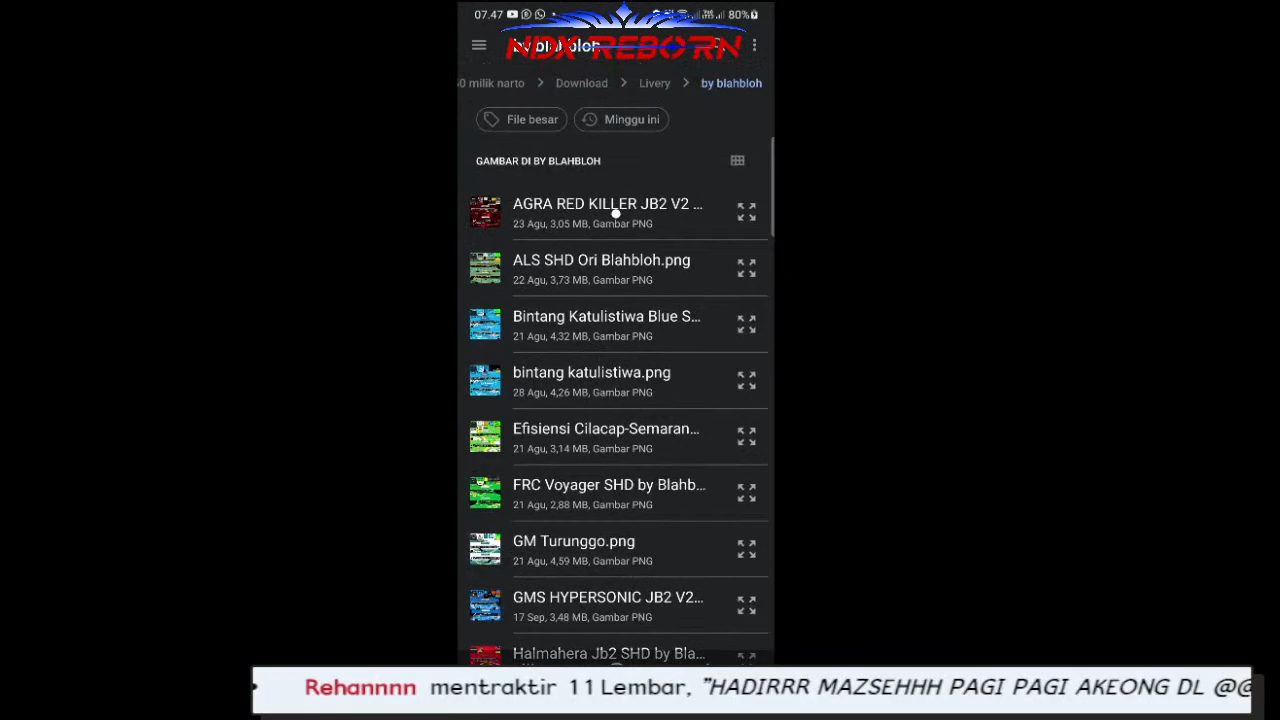 07.47
80%
NDX-REBORN
by blahbloh
50 milik narto > Download > Livery > by blahbloh
File besar
Minggu ini
GAMBAR DI BY BLAHBLOH
AGRA RED KILLER JB2 V2 ...
23 Agu, 3,05 MB, Gambar PNG
ALS SHD Ori Blahbloh.png
22 Agu, 3,73 MB, Gambar PNG
Bintang Katulistiwa Blue S...
21 Agu, 4,32 MB, Gambar PNG
bintang katulistiwa.png
28 Agu, 4,26 MB, Gambar PNG
Efisiensi Cilacap-Semaran...
21 Agu, 3,14 MB, Gambar PNG
FRC Voyager SHD by Blahb...
21 Agu, 2,88 MB, Gambar PNG
GM Turunggo.png
21 Agu, 4,59 MB, Gambar PNG
GMS HYPERSONIC JB2 V2...
17 Sep, 3,48 MB, Gambar PNG
Halmahera Jb2 SHD by Bla...
Rehannnn mentraktir 11 Lembar, "HADIRRR MAZSEHHH PAGI PAGI AKEONG DL @@